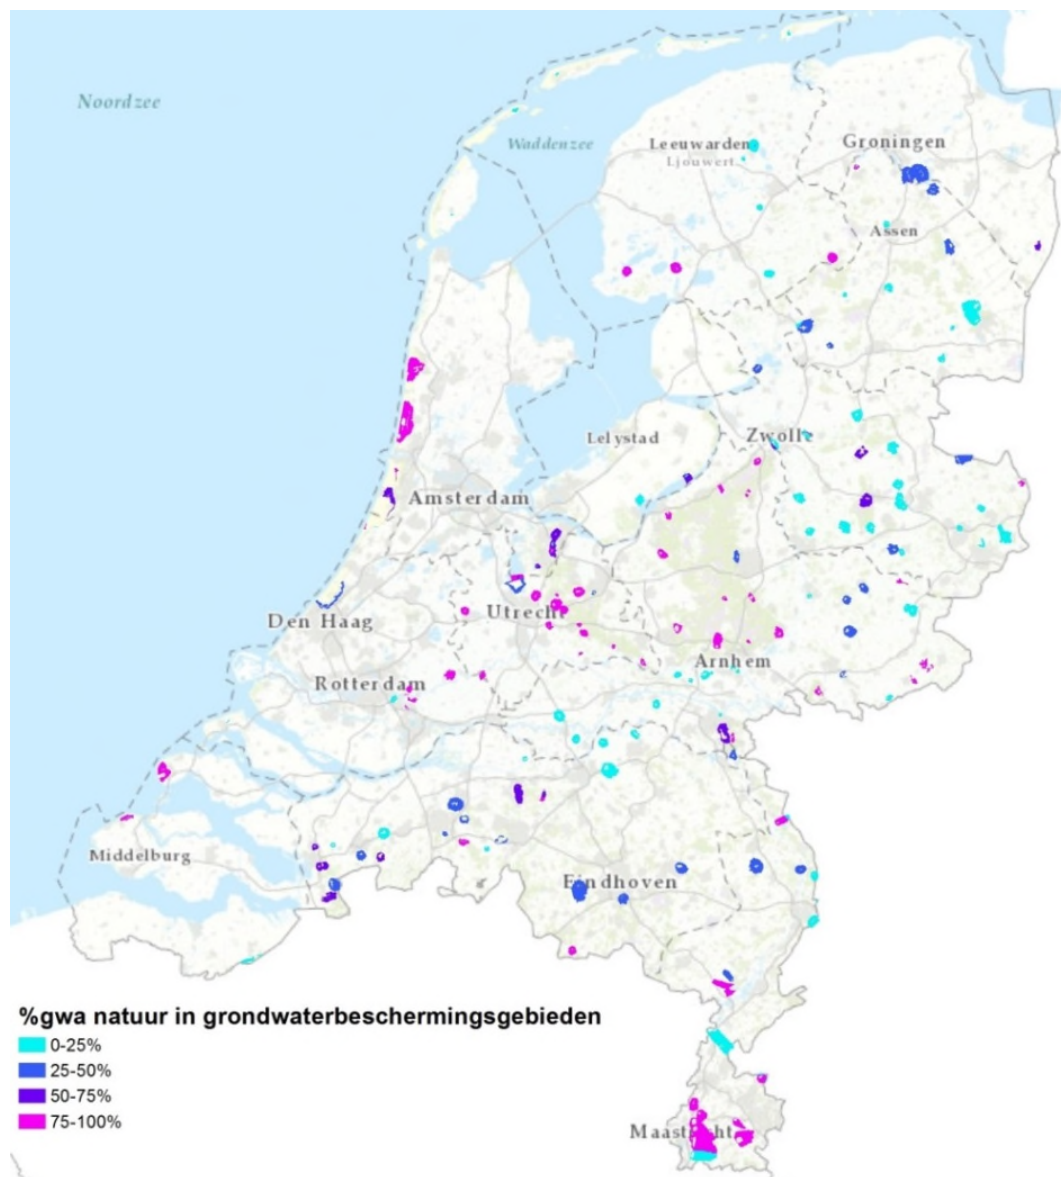 Noordzee
Waddenzee
Leeuwarden
Ljouwert
Groningen
Assen
Lelystad
Zwolle
Amsterdam
Den Haag
Utrecht
Arnhem
Rotterdam
Middelburg
Eindhoven
%gwa natuur in grondwaterbeschermingsgebieden
0-25%
25-50%
50-75%
75-100%
Maastricht